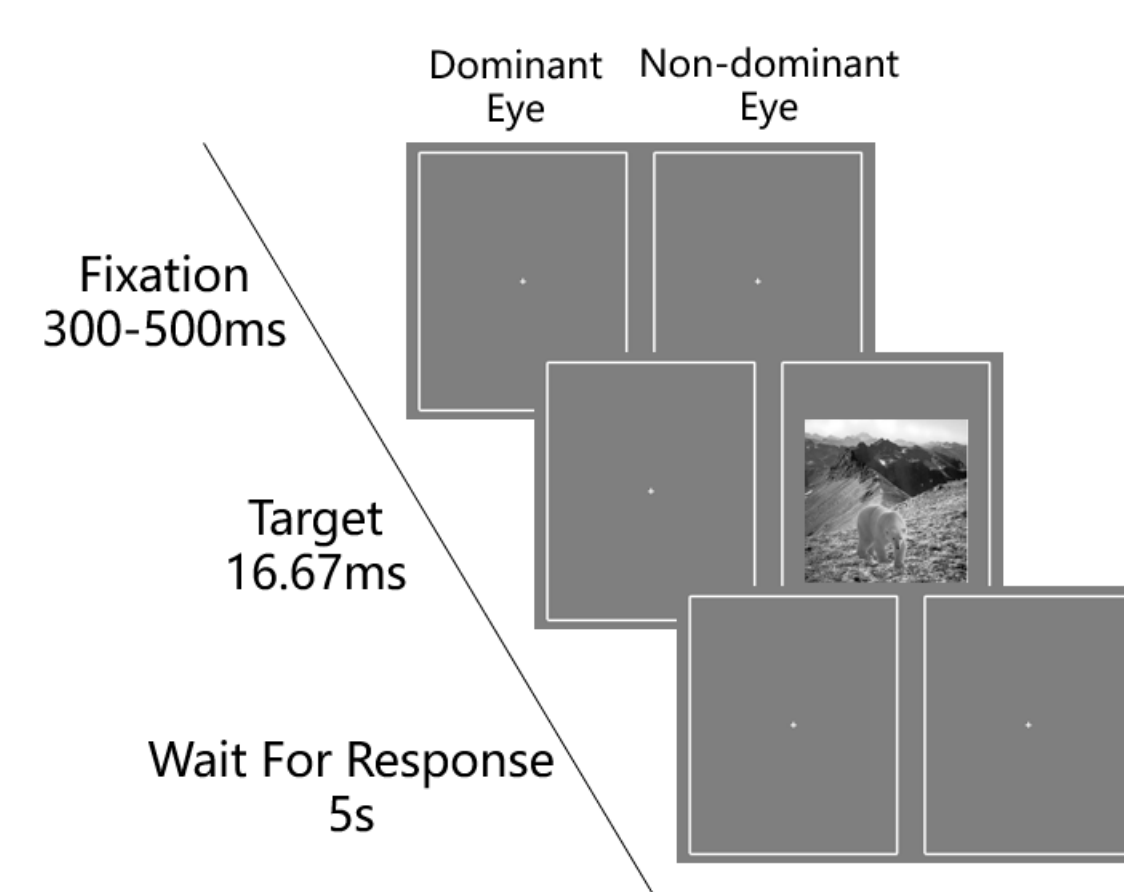 Dominant
Eye
Non-dominant
Eye
Fixation
300-500ms
Target
16.67ms
Wait For Response
5s